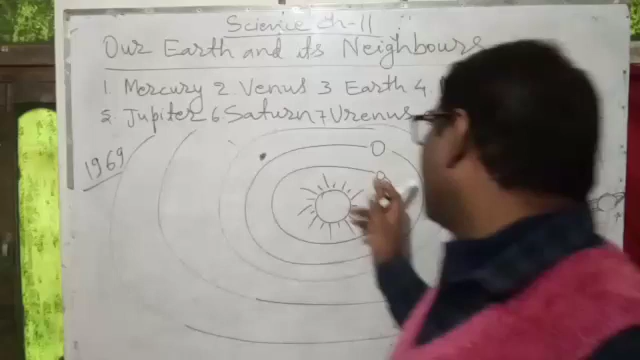 Science Ch-11
Our Earth and its Neighbours
1. Mercury 2 Venus 3 Earth 4
5. Jupiter 6 Saturn 7 Urenus
1969